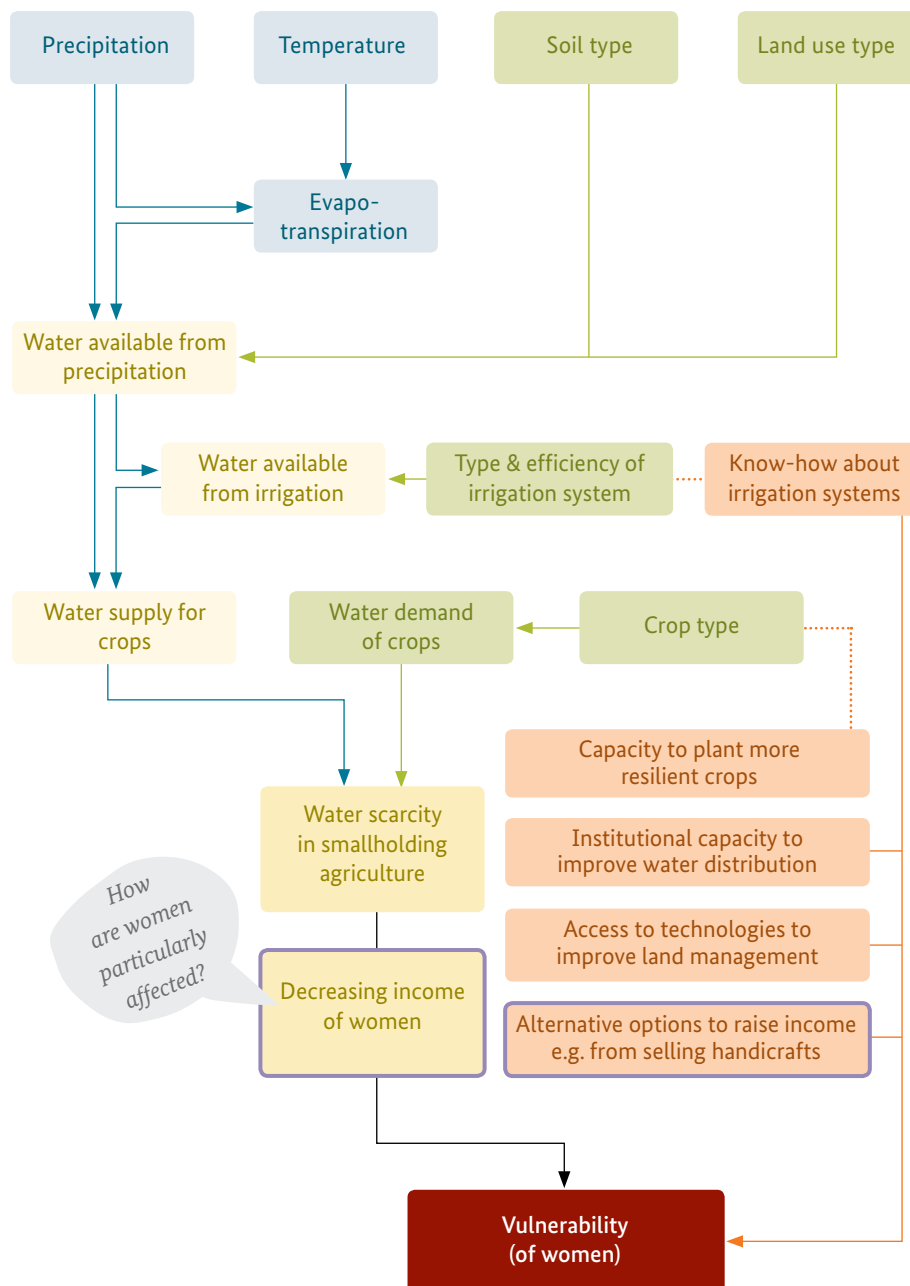 Precipitation
Temperature
Soil type
Land use type
Evapo-
transpiration
Water available from
precipitation
Water available
from irrigation
Type & efficiency of
irrigation system
Know-how about
irrigation systems
Water supply for
crops
Water demand
of crops
Crop type
Capacity to plant more
resilient crops
Water scarcity
in smallholding
agriculture
Institutional capacity to
improve water distribution
How
are women
particularly
affected?
Access to technologies to
improve land management
Decreasing income
of women
Alternative options to raise income
e.g. from selling handicrafts
Vulnerability
(of women)